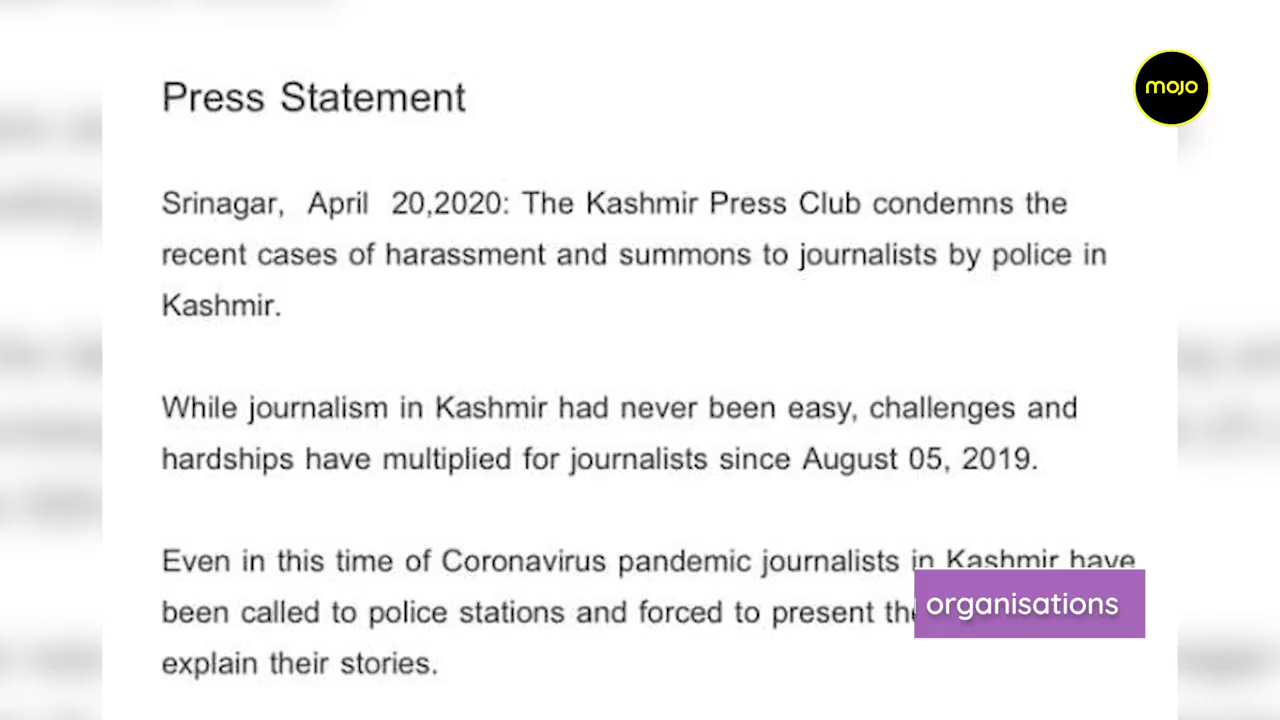 mojo
Press Statement
Srinagar, April 20,2020: The Kashmir Press Club condemns the
recent cases of harassment and summons to journalists by police in
Kashmir.
While journalism in Kashmir had never been easy, challenges and
hardships have multiplied for journalists since August 05, 2019.
Even in this time of Coronavirus pandemic journalists in Kashmir have
been called to police stations and forced to present
explain their stories.
organisations